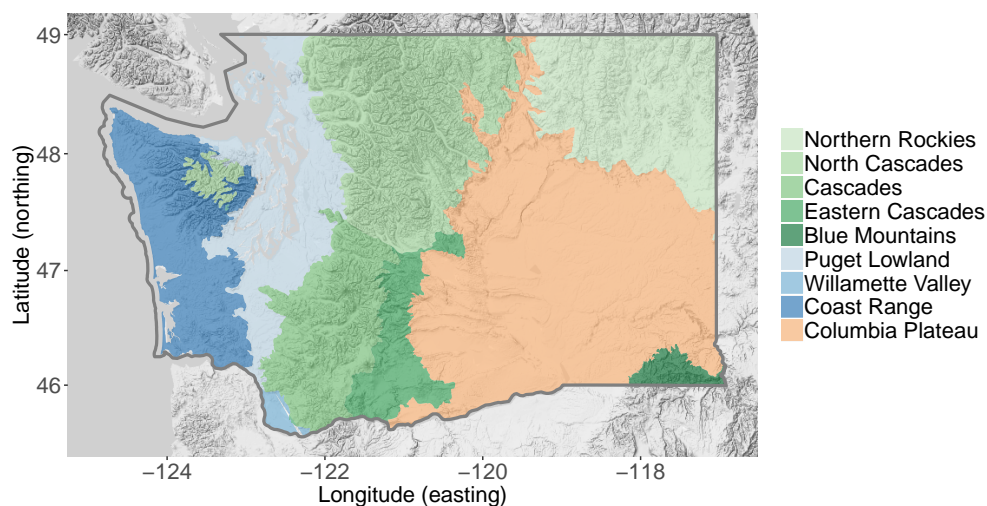 49
48
47
46
Latitude (northing)
−124
−122
−120
−118
Longitude (easting)
Northern Rockies
North Cascades
Cascades
Eastern Cascades
Blue Mountains
Puget Lowland
Willamette Valley
Coast Range
Columbia Plateau